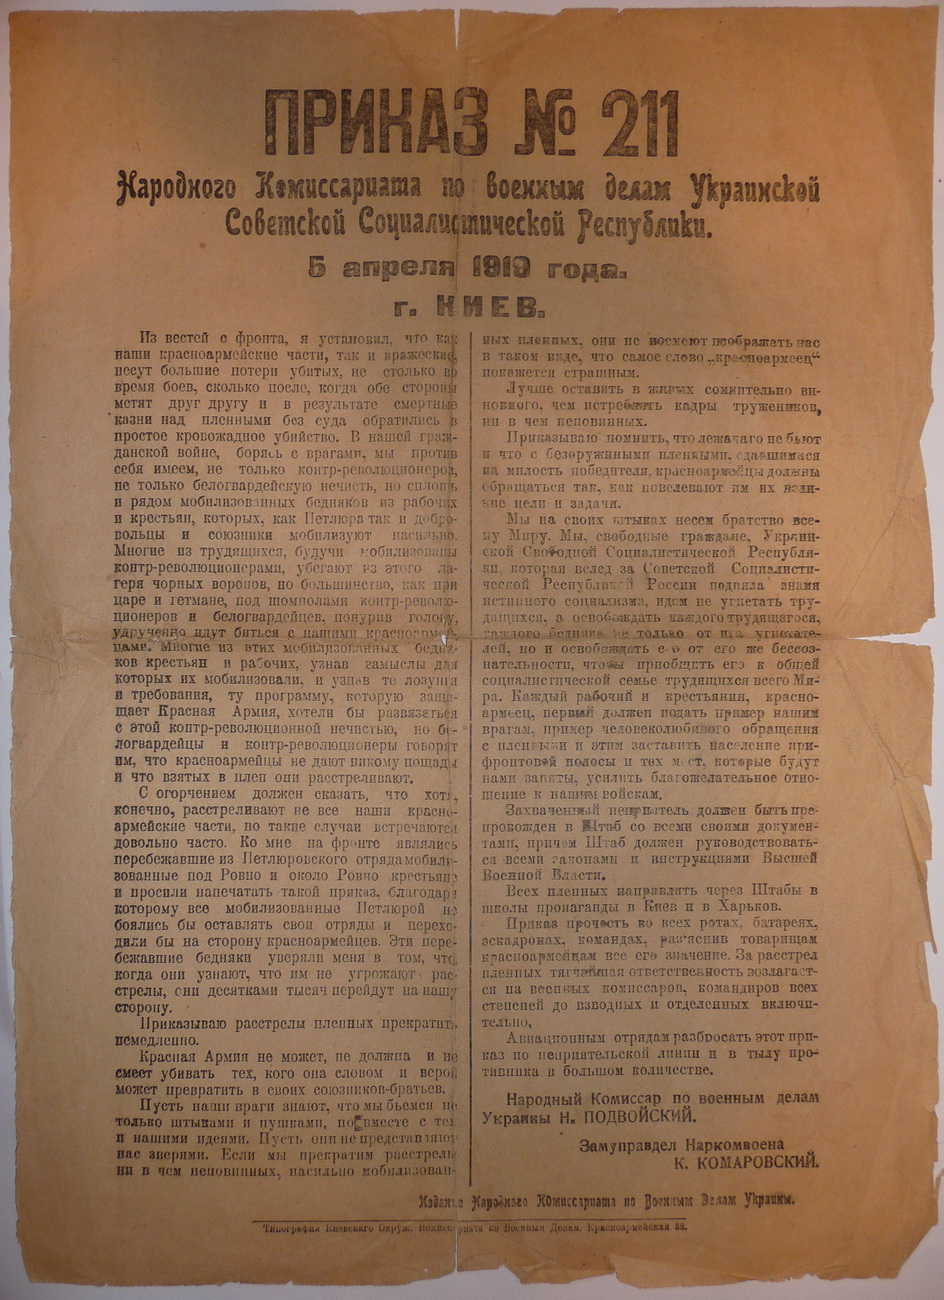 ПРИКАЗ № 211
Народного Комиссариата по военным делам Украинской
Советской Социалистической Республики.
5 апреля 1919 года.
г. КИЕВ.
Из вестей с фронта, я установил, что как
наши красноармейские части, так и вражеские,
несут большие потери убитых, не столько во
время боев, сколько после, когда обе стороны
метят друг другу и в результате смертные
казни над пленными без суда обратились в
простое кровожадное убийство. В нашей граж-
данской войне, борясь с врагами, мы против
себя имеем, не только контр-революционеров,
не только белогвардейскую нечисть, но сплошь
и рядом мобилизованных бедняков из рабочих
и крестьян, которых, как Петлюра так и добро-
вольцы и союзники мобилизуют насильно.
Многие из трудящихся, будучи мобилизованы
контр-революционерами, убегают из этого ла-
геря чорных воронов, но большинство, как при
царе и гетмане, под шомполами контр-револю-
ционеров и белогвардейцев, понурив голову,
удрученно идут биться с нашими красноармей-
цами. Многие из этих мобилизованных бедня-
ков крестьян и рабочих, узнав замыслы для
которых их мобилизовали, и узнав те лозунги
и требования, ту программу, которую защи-
щает Красная Армия, хотели бы развязаться
с этой контр-революционной нечистью, но бе-
логвардейцы и контр-революционеры говорят
им, что красноармейцы не дают никому пощады
и что взятых в плен они расстреливают.
С огорчением должен сказать, что хотя,
конечно, расстреливают не все наши красно-
армейские части, но такие случаи встречаются
довольно часто. Ко мне на фронте являлись
перебежавшие из Петлюровского отряда мобили-
зованные под Ровно и около Ровно крестьяне
и просили напечатать такой приказ, благодаря
которому все мобилизованные Петлюрой не
боялись бы оставлять свои отряды и перехо-
дили бы на сторону красноармейцев. Эти пере-
бежавшие бедняки уверяли меня в том, что,
когда они узнают, что им не угрожают рас-
стрелы, они десятками тысяч перейдут на нашу
сторону.
Приказываю расстрелы пленных прекратить
немедленно.
Красная Армия не может, не должна и не
смеет убивать тех, кого она словом и верой
может превратить в своих союзников-братьев.
Пусть наши враги знают, что мы бьемся не
только штыками и пушками, но вместе с тем
и нашими идеями. Пусть они не представляют
нас зверями. Если мы прекратим расстрелы
ни в чем неповинных, насильно мобилизован-
ных пленных, они не посмеют изображать нас
в таком виде, что самое слово „красноармеец“
покажется страшным.
Лучше оставить в живых сомнительно ви-
новного, чем истреблять кадры тружеников,
ни в чем неповинных.
Приказываю помнить, что лежачаго не бьют
и что с безоружными пленными, сдавшимися
на милость победителя, красноармейцы должны
обращаться так, как повелевают им их вели-
кие цели и задачи.
Мы на своих штыках несем братство все-
му Миру. Мы, свободные граждане, Украин-
ской Свободной Социалистической Республи-
ки, которая вслед за Советской Социалисти-
ческой Республикой России подняла знамя
истинного социализма, идем не угнетать тру-
дящихся, а освобождать каждого трудящагося,
каждого бедняка не только от ига угнетате-
лей, но и освобождать его от его же бессоз-
нательности, чтобы приобщить его к общей
социалистической семье трудящихся всего Ми-
ра. Каждый рабочий и крестьянин, красно-
армеец, первый должен подать пример нашим
врагам, пример человеколюбивого обращения
с пленными и этим заставить население при-
фронтовой полосы и тех мест, которые будут
нами заняты, усилить благожелательное отно-
шение к нашим войскам.
Захваченный неприятель должен быть пре-
провожден в Штаб со всеми своими докумен-
тами, причем Штаб должен руководствовать-
ся всеми законами и инструкциями Высшей
Военной Власти.
Всех пленных направлять через Штабы в
школы пропаганды в Киев и в Харьков.
Приказ прочесть во всех ротах, батареях,
эскадронах, командах, раз'яснив товарищам
красноармейцам все его значение. За расстрел
пленных тягчайшая ответственность возлагает-
ся на военных комиссаров, командиров всех
степеней до взводных и отделенных включи-
тельно,
Авиационным отрядам разбросать этот при-
каз по неприятельской линии и в тылу про-
тивника в большом количестве.
Народный Комиссар по военным делам
Украины Н. ПОДВОЙСКИЙ.
Замуправдел Наркомвоена
К. КОМАРОВСКИЙ.
Издание Народного Комиссариата по Военным Делам Украины.
Типография Киевскаго Окруж. Комиссариата по Военным Делам. Красноармейская 38.